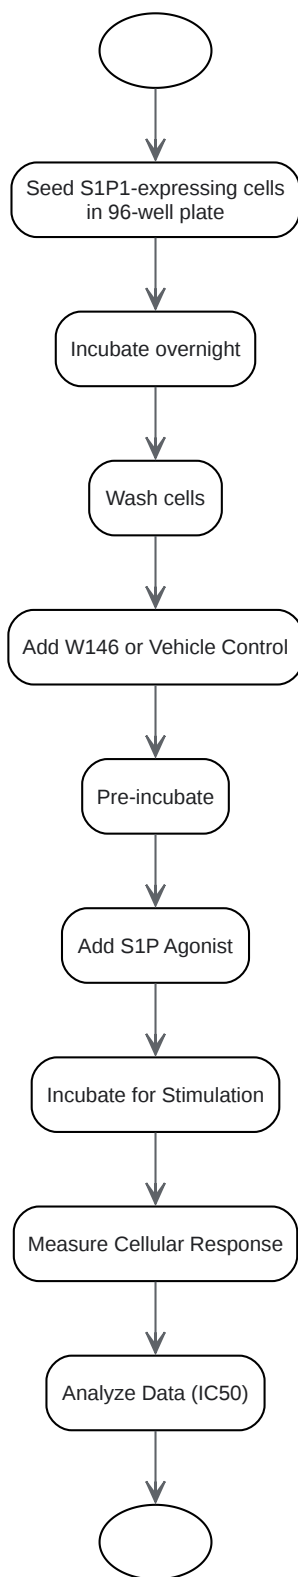 Seed S1P1-expressing cells
in 96-well plate
Incubate overnight
Wash cells
Add W146 or Vehicle Control
Pre-incubate
Add S1P Agonist
Incubate for Stimulation
Measure Cellular Response
Analyze Data (IC50)